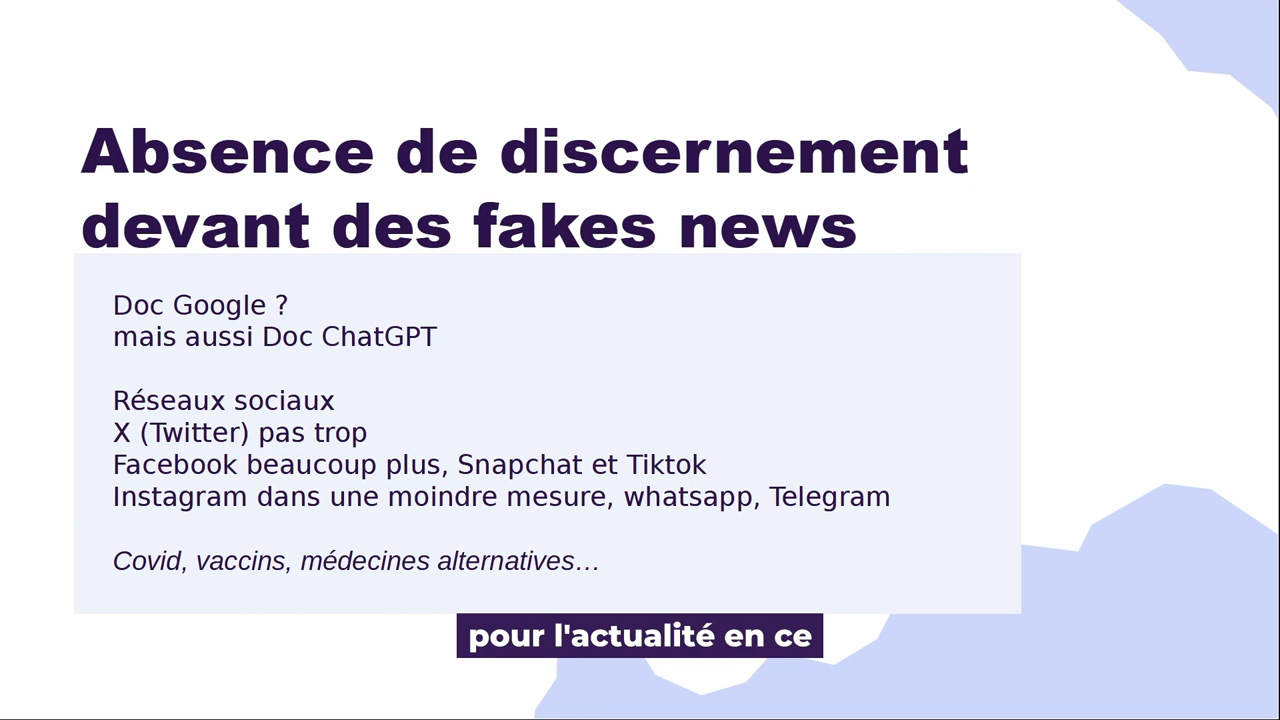 Absence de discernement
devant des fakes news
Doc Google ?
mais aussi Doc ChatGPT
Réseaux sociaux
X (Twitter) pas trop
Facebook beaucoup plus, Snapchat et Tiktok
Instagram dans une moindre mesure, whatsapp, Telegram
Covid, vaccins, médecines alternatives…
pour l'actualité en ce